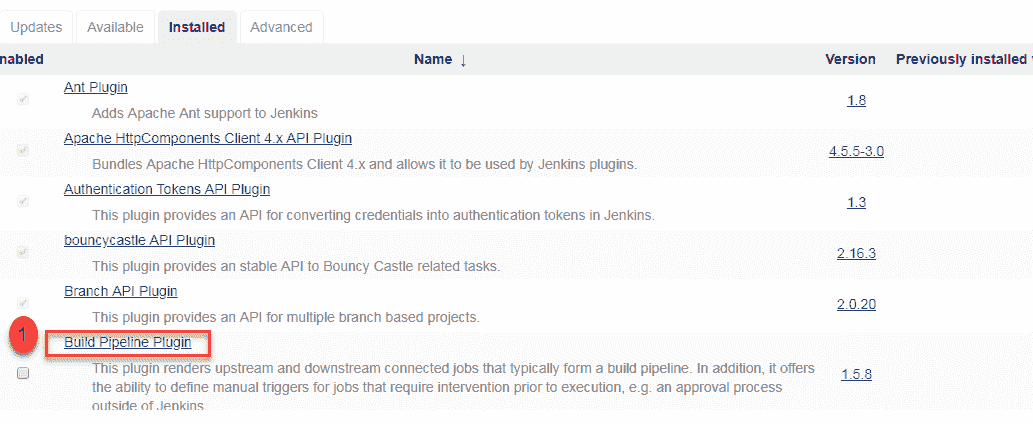 Updates Available Installed Advanced
nabled Name ↓ Version Previously installed
Ant Plugin
Adds Apache Ant support to Jenkins
1.8
Apache HttpComponents Client 4.x API Plugin
Bundles Apache HttpComponents Client 4.x and allows it to be used by Jenkins plugins.
4.5.5-3.0
Authentication Tokens API Plugin
This plugin provides an API for converting credentials into authentication tokens in Jenkins.
1.3
bouncycastle API Plugin
This plugin provides an stable API to Bouncy Castle related tasks.
2.16.3
Branch API Plugin
This plugin provides an API for multiple branch based projects.
2.0.20
1
Build Pipeline Plugin
This plugin renders upstream and downstream connected jobs that typically form a build pipeline. In addition, it offers
the ability to define manual triggers for jobs that require intervention prior to execution, e.g. an approval process
outside of Jenkins.
1.5.8